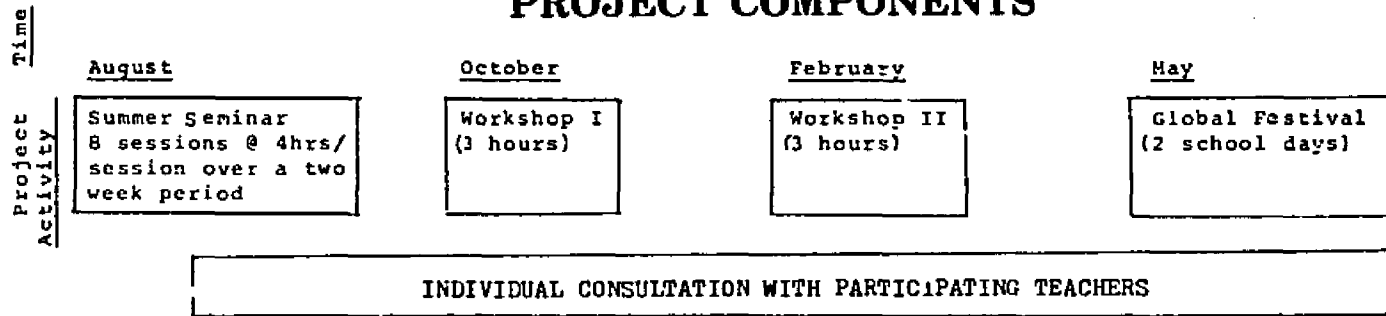 PROJECT COMPONENTS
Time
August
October
February
May
Project
Activity
Summer Seminar
8 sessions @ 4hrs/
session over a two
week period
Workshop I
(3 hours)
Workshop II
(3 hours)
Global Festival
(2 school days)
INDIVIDUAL CONSULTATION WITH PARTICIPATING TEACHERS